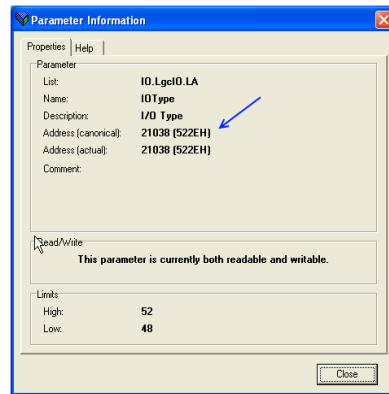 Parameter Information
Properties Help
Parameter
List: IO.LgcIO.LA
Name: IOType
Description: I/O Type
Address (canonical): 21038 (522EH)
Address (actual): 21038 (522EH)
Comment:
Read/Write
This parameter is currently both readable and writable.
Limits
High: 52
Low: 48
Close